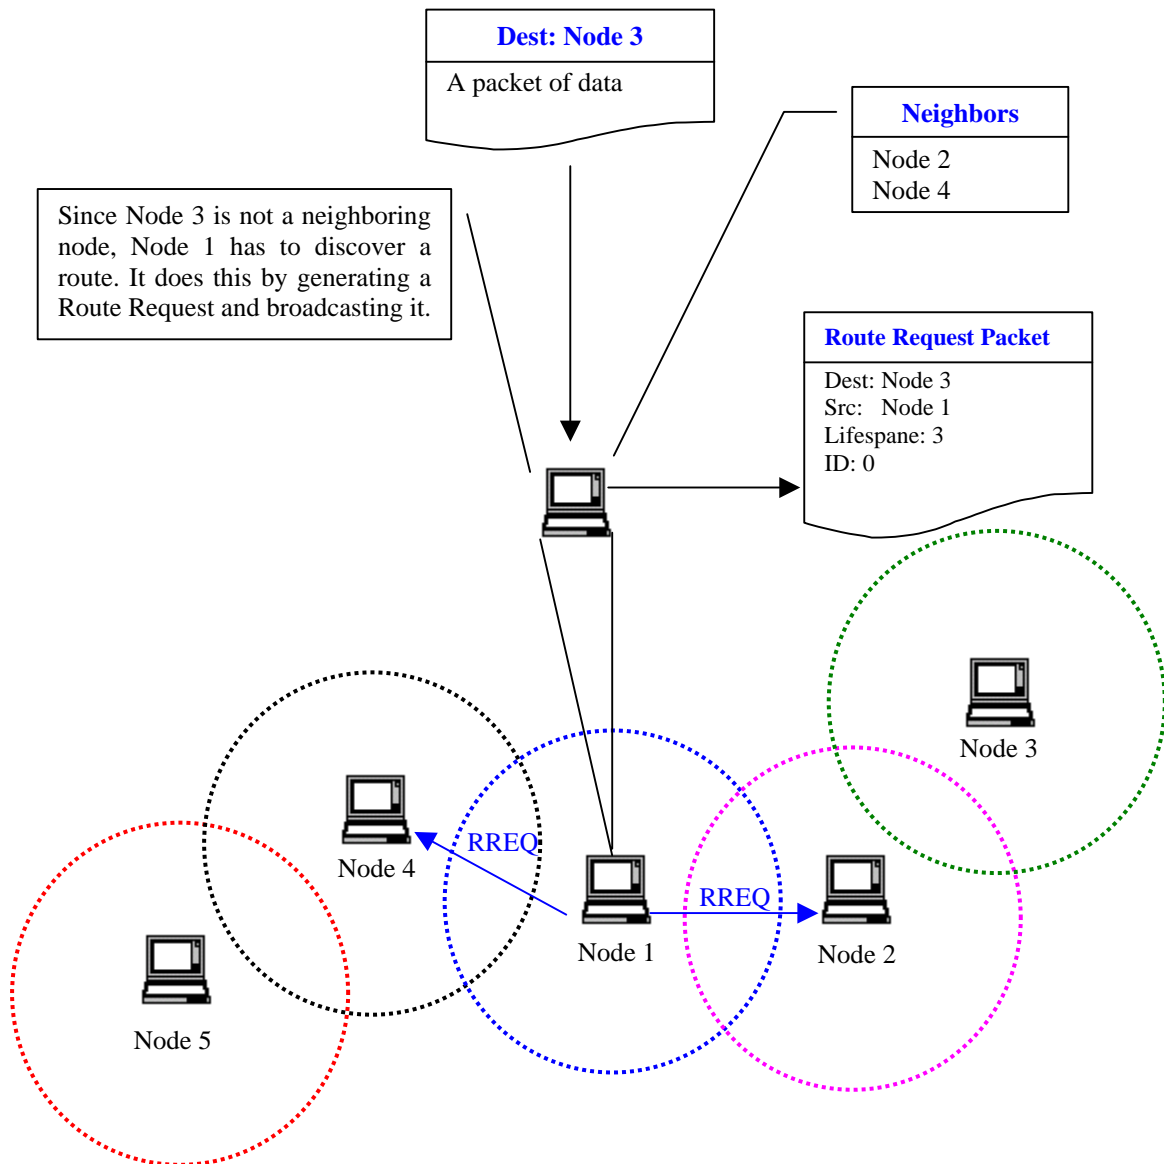 Dest: Node 3
A packet of data
Neighbors
Node 2
Node 4
Since Node 3 is not a neighboring
node, Node 1 has to discover a
route. It does this by generating a
Route Request and broadcasting it.
Route Request Packet
Dest: Node 3
Src: Node 1
Lifespane: 3
ID: 0
Node 3
RREQ
Node 4
RREQ
Node 1
Node 2
Node 5